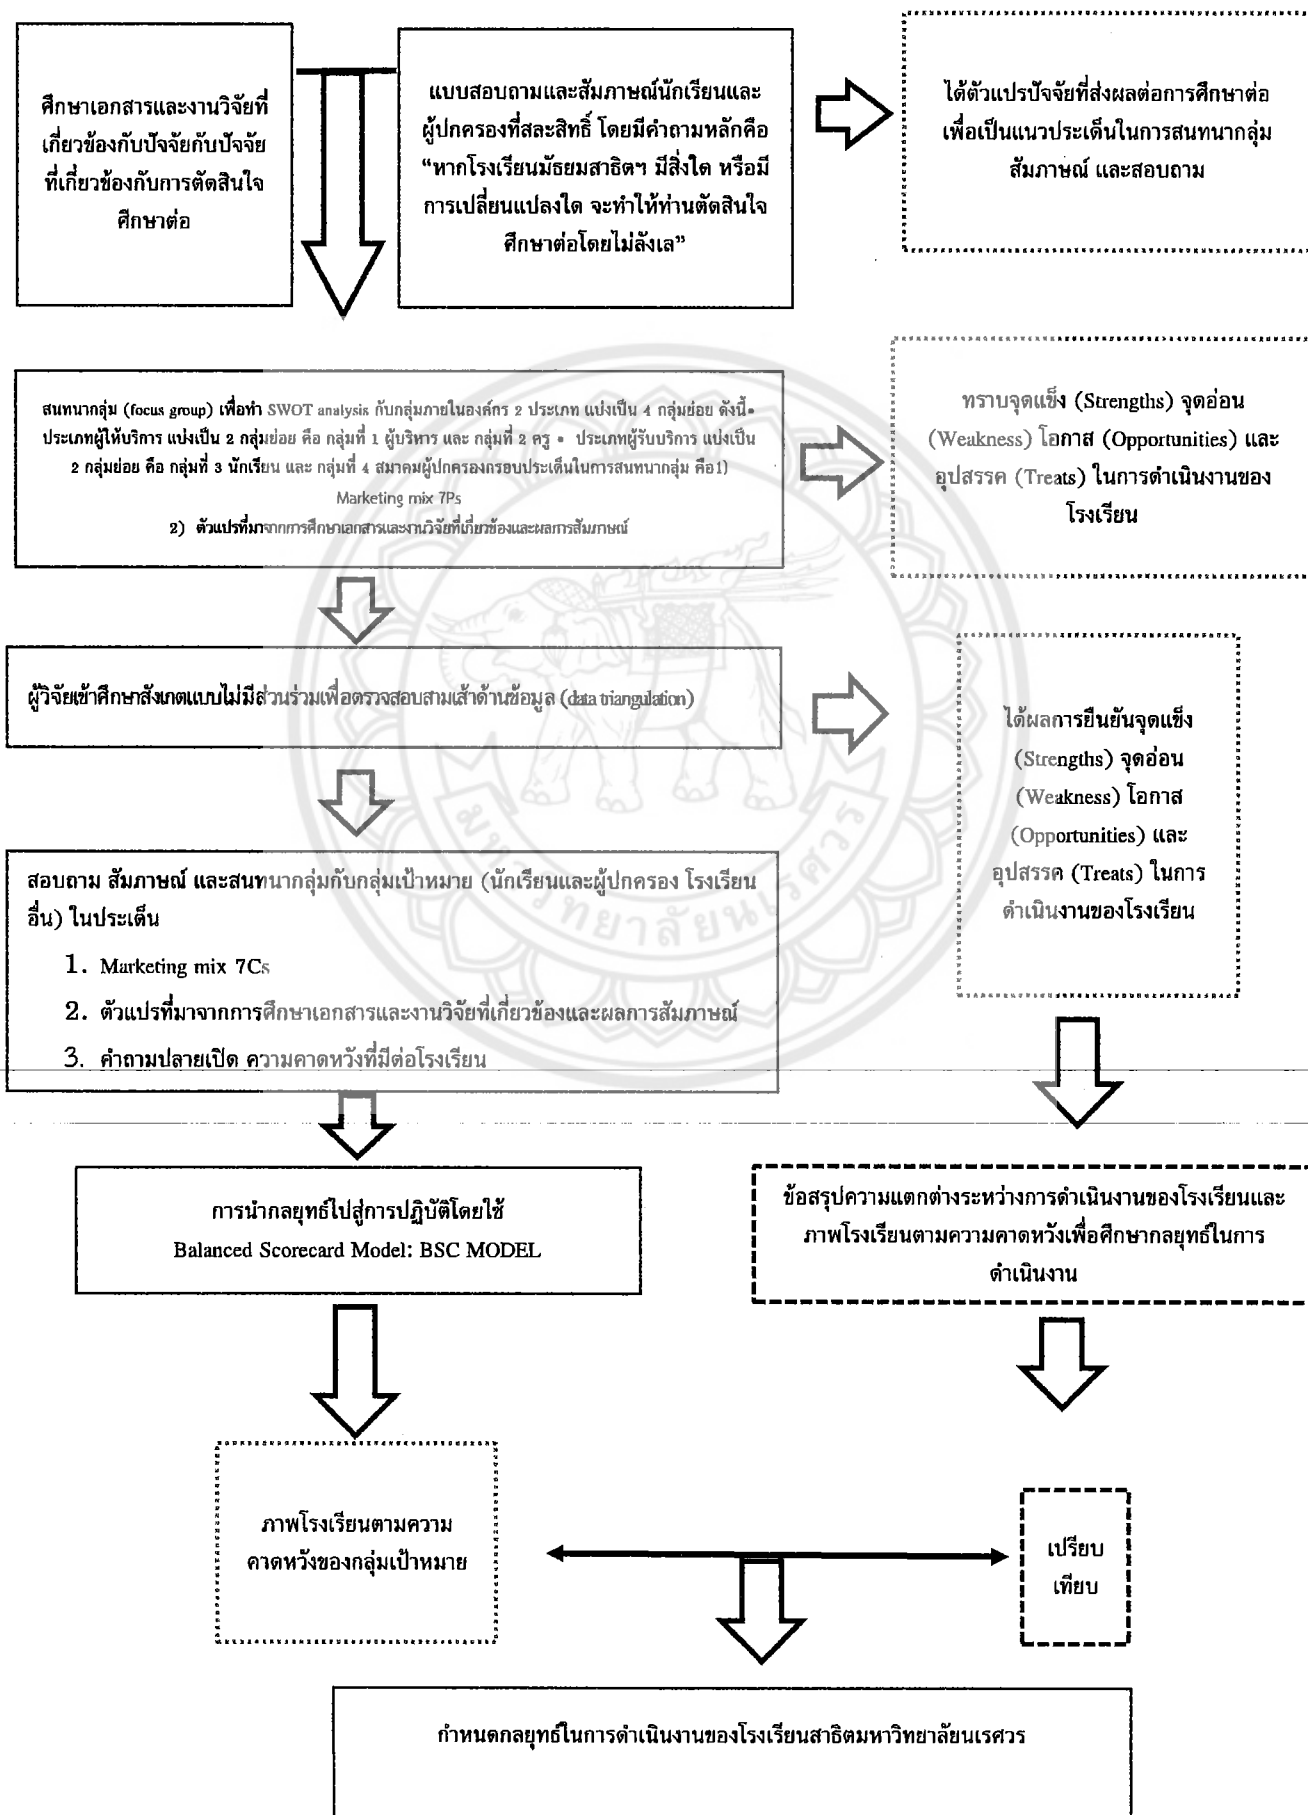 ศึกษาเอกสารและงานวิจัยที่
เกี่ยวข้องกับปัจจัยกับปัจจัย
ที่เกี่ยวข้องกับการตัดสินใจ
ศึกษาต่อ
แบบสอบถามและสัมภาษณ์นักเรียนและ
ผู้ปกครองที่สละสิทธิ์ โดยมีคำถามหลักคือ
“หากโรงเรียนมัธยมสาธิตฯ มีสิ่งใด หรือมี
การเปลี่ยนแปลงใด จะทำให้ท่านตัดสินใจ
ศึกษาต่อโดยไม่ลังเล”
ได้ตัวแปรปัจจัยที่ส่งผลต่อการศึกษาต่อ
เพื่อเป็นแนวประเด็นในการสนทนากลุ่ม
สัมภาษณ์ และสอบถาม
สนทนากลุ่ม (focus group) เพื่อทำ SWOT analysis กับกลุ่มภายในองค์กร 2 ประเภท แบ่งเป็น 4 กลุ่มย่อย ดังนี้•
ประเภทผู้ให้บริการ แบ่งเป็น 2 กลุ่มย่อย คือ กลุ่มที่ 1 ผู้บริหาร และ กลุ่มที่ 2 ครู • ประเภทผู้รับบริการ แบ่งเป็น
2 กลุ่มย่อย คือ กลุ่มที่ 3 นักเรียน และ กลุ่มที่ 4 สมาคมผู้ปกครองกรอบประเด็นในการสนทนากลุ่ม คือ1)
Marketing mix 7Ps
2) ตัวแปรที่มาจากการศึกษาเอกสารและงานวิจัยที่เกี่ยวข้องและผลการสัมภาษณ์
ทราบจุดแข็ง (Strengths) จุดอ่อน
(Weakness) โอกาส (Opportunities) และ
อุปสรรค (Treats) ในการดำเนินงานของ
โรงเรียน
ผู้วิจัยเข้าศึกษาสังเกตแบบไม่มีส่วนร่วมเพื่อตรวจสอบสามเส้าด้านข้อมูล (data triangulation)
ได้ผลการยืนยันจุดแข็ง
(Strengths) จุดอ่อน
(Weakness) โอกาส
(Opportunities) และ
อุปสรรค (Treats) ในการ
ดำเนินงานของโรงเรียน
สอบถาม สัมภาษณ์ และสนทนากลุ่มกับกลุ่มเป้าหมาย (นักเรียนและผู้ปกครอง โรงเรียน
อื่น) ในประเด็น
1. Marketing mix 7Cs
2. ตัวแปรที่มาจากการศึกษาเอกสารและงานวิจัยที่เกี่ยวข้องและผลการสัมภาษณ์
3. คำถามปลายเปิด ความคาดหวังที่มีต่อโรงเรียน
มหาวิทยาลัยนเรศวร
การนำกลยุทธ์ไปสู่การปฏิบัติโดยใช้
Balanced Scorecard Model: BSC MODEL
ข้อสรุปความแตกต่างระหว่างการดำเนินงานของโรงเรียนและ
ภาพโรงเรียนตามความคาดหวังเพื่อศึกษากลยุทธ์ในการ
ดำเนินงาน
ภาพโรงเรียนตามความ
คาดหวังของกลุ่มเป้าหมาย
เปรียบ
เทียบ
กำหนดกลยุทธ์ในการดำเนินงานของโรงเรียนสาธิตมหาวิทยาลัยนเรศวร